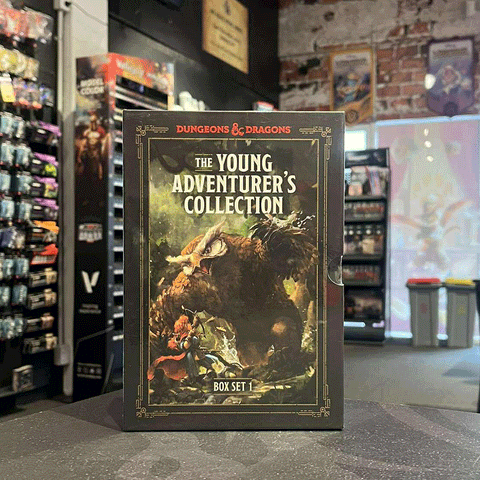 DUNGEONS & DRAGONS
THE YOUNG
ADVENTURER'S
COLLECTION
BOX SET 1